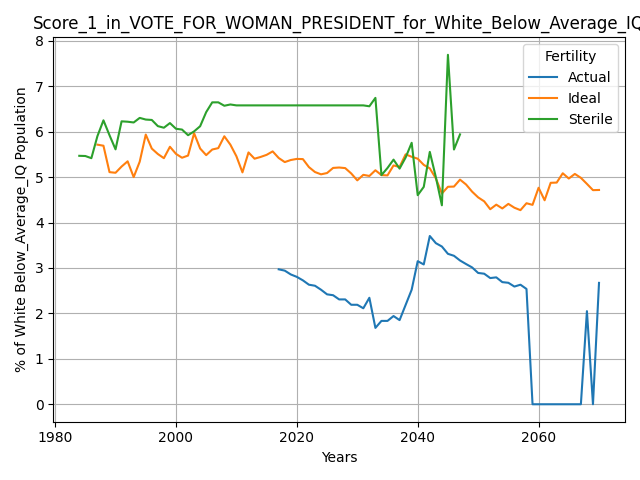 Score_1_in_VOTE_FOR_WOMAN_PRESIDENT_for_White_Below_Average_IQ
Fertility
Actual
Ideal
Sterile
% of White Below_Average_IQ Population
8
7
6
5
4
3
2
1
0
1980 2000 2020 2040 2060
Years